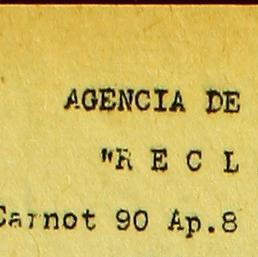 AGENCIA DE
"R E C L
Carnot 90 Ap.8